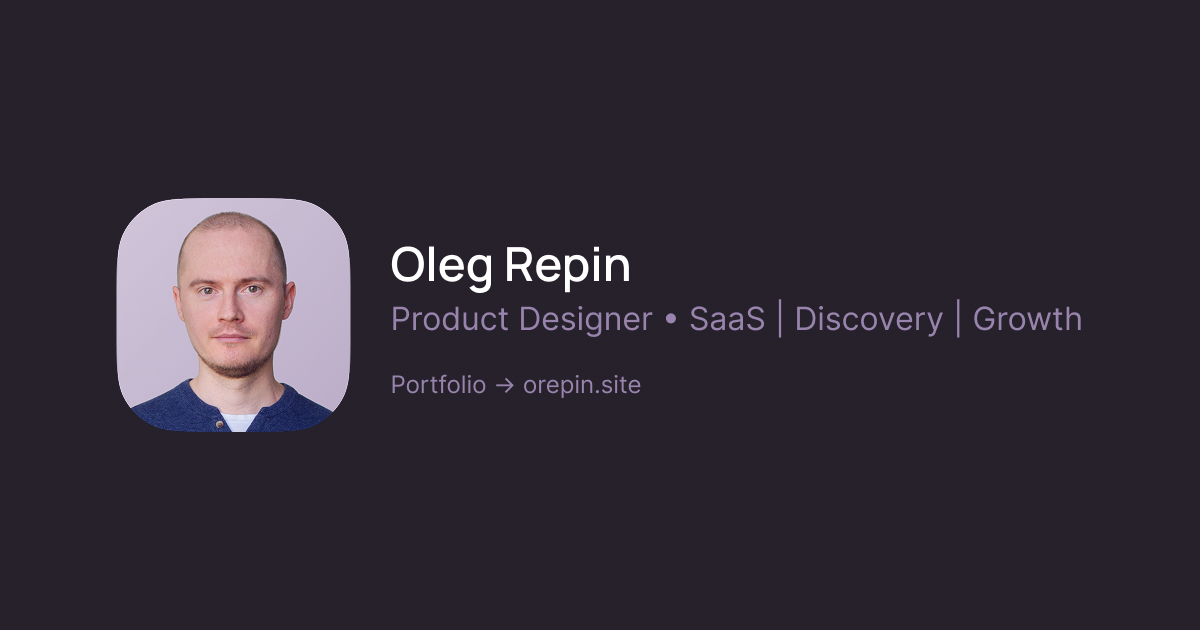 Oleg Repin
Product Designer • SaaS | Discovery | Growth
Portfolio → orepin.site